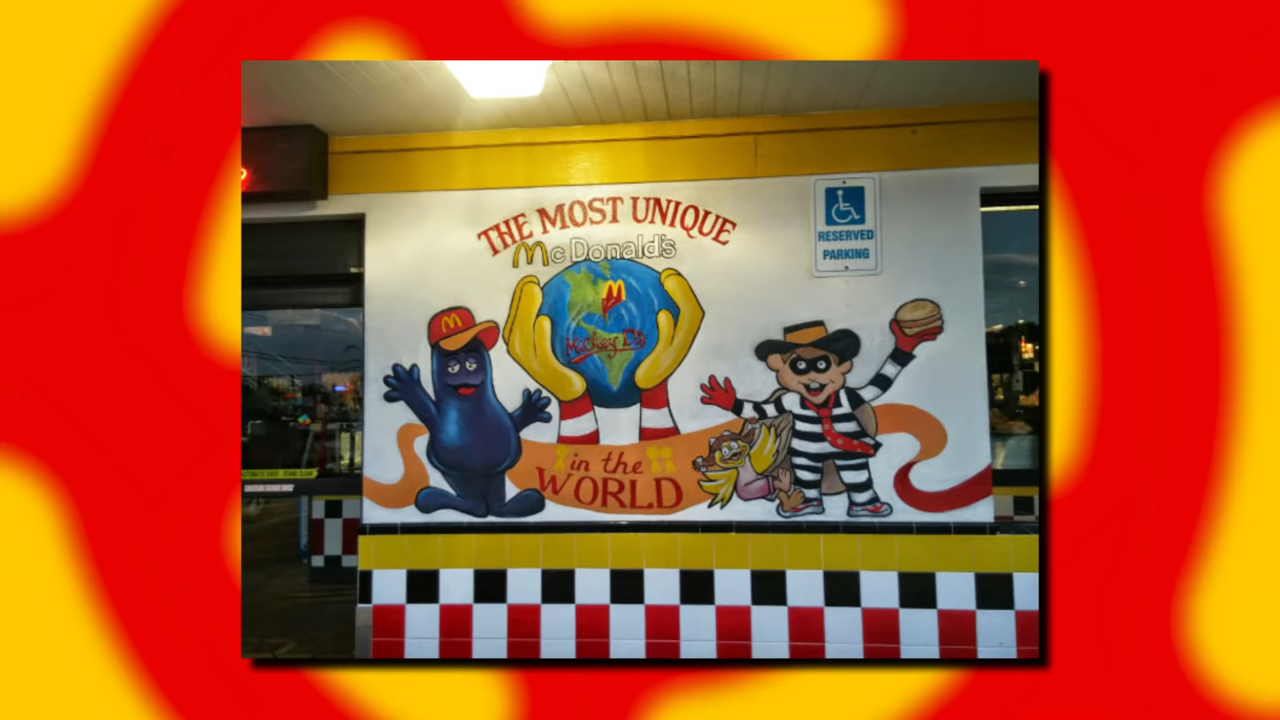 THE MOST UNIQUE
McDonald's
RESERVED
PARKING
M
M
Mickey D's
in the
WORLD